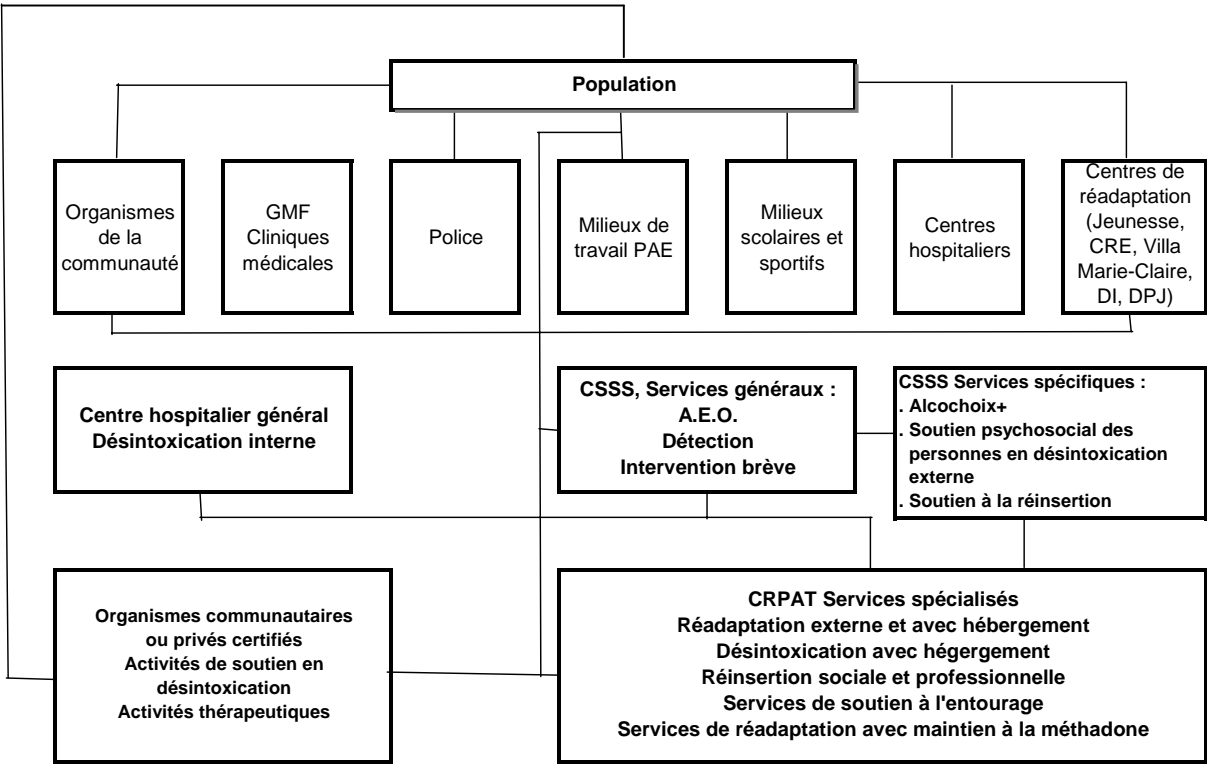 Population
Organismes
de la
communauté
GMF
Cliniques
médicales
Police
Milieux de
travail PAE
Milieux
scolaires et
sportifs
Centres
hospitaliers
Centres de
réadaptation
(Jeunesse,
CRE, Villa
Marie-Claire,
DI, DPJ)
Centre hospitalier général
Désintoxication interne
CSSS, Services généraux :
A.E.O.
Détection
Intervention brève
CSSS Services spécifiques :
. Alcochoix+
. Soutien psychosocial des
personnes en désintoxication
externe
. Soutien à la réinsertion
Organismes communautaires
ou privés certifiés
Activités de soutien en
désintoxication
Activités thérapeutiques
CRPAT Services spécialisés
Réadaptation externe et avec hébergement
Désintoxication avec hégergement
Réinsertion sociale et professionnelle
Services de soutien à l'entourage
Services de réadaptation avec maintien à la méthadone